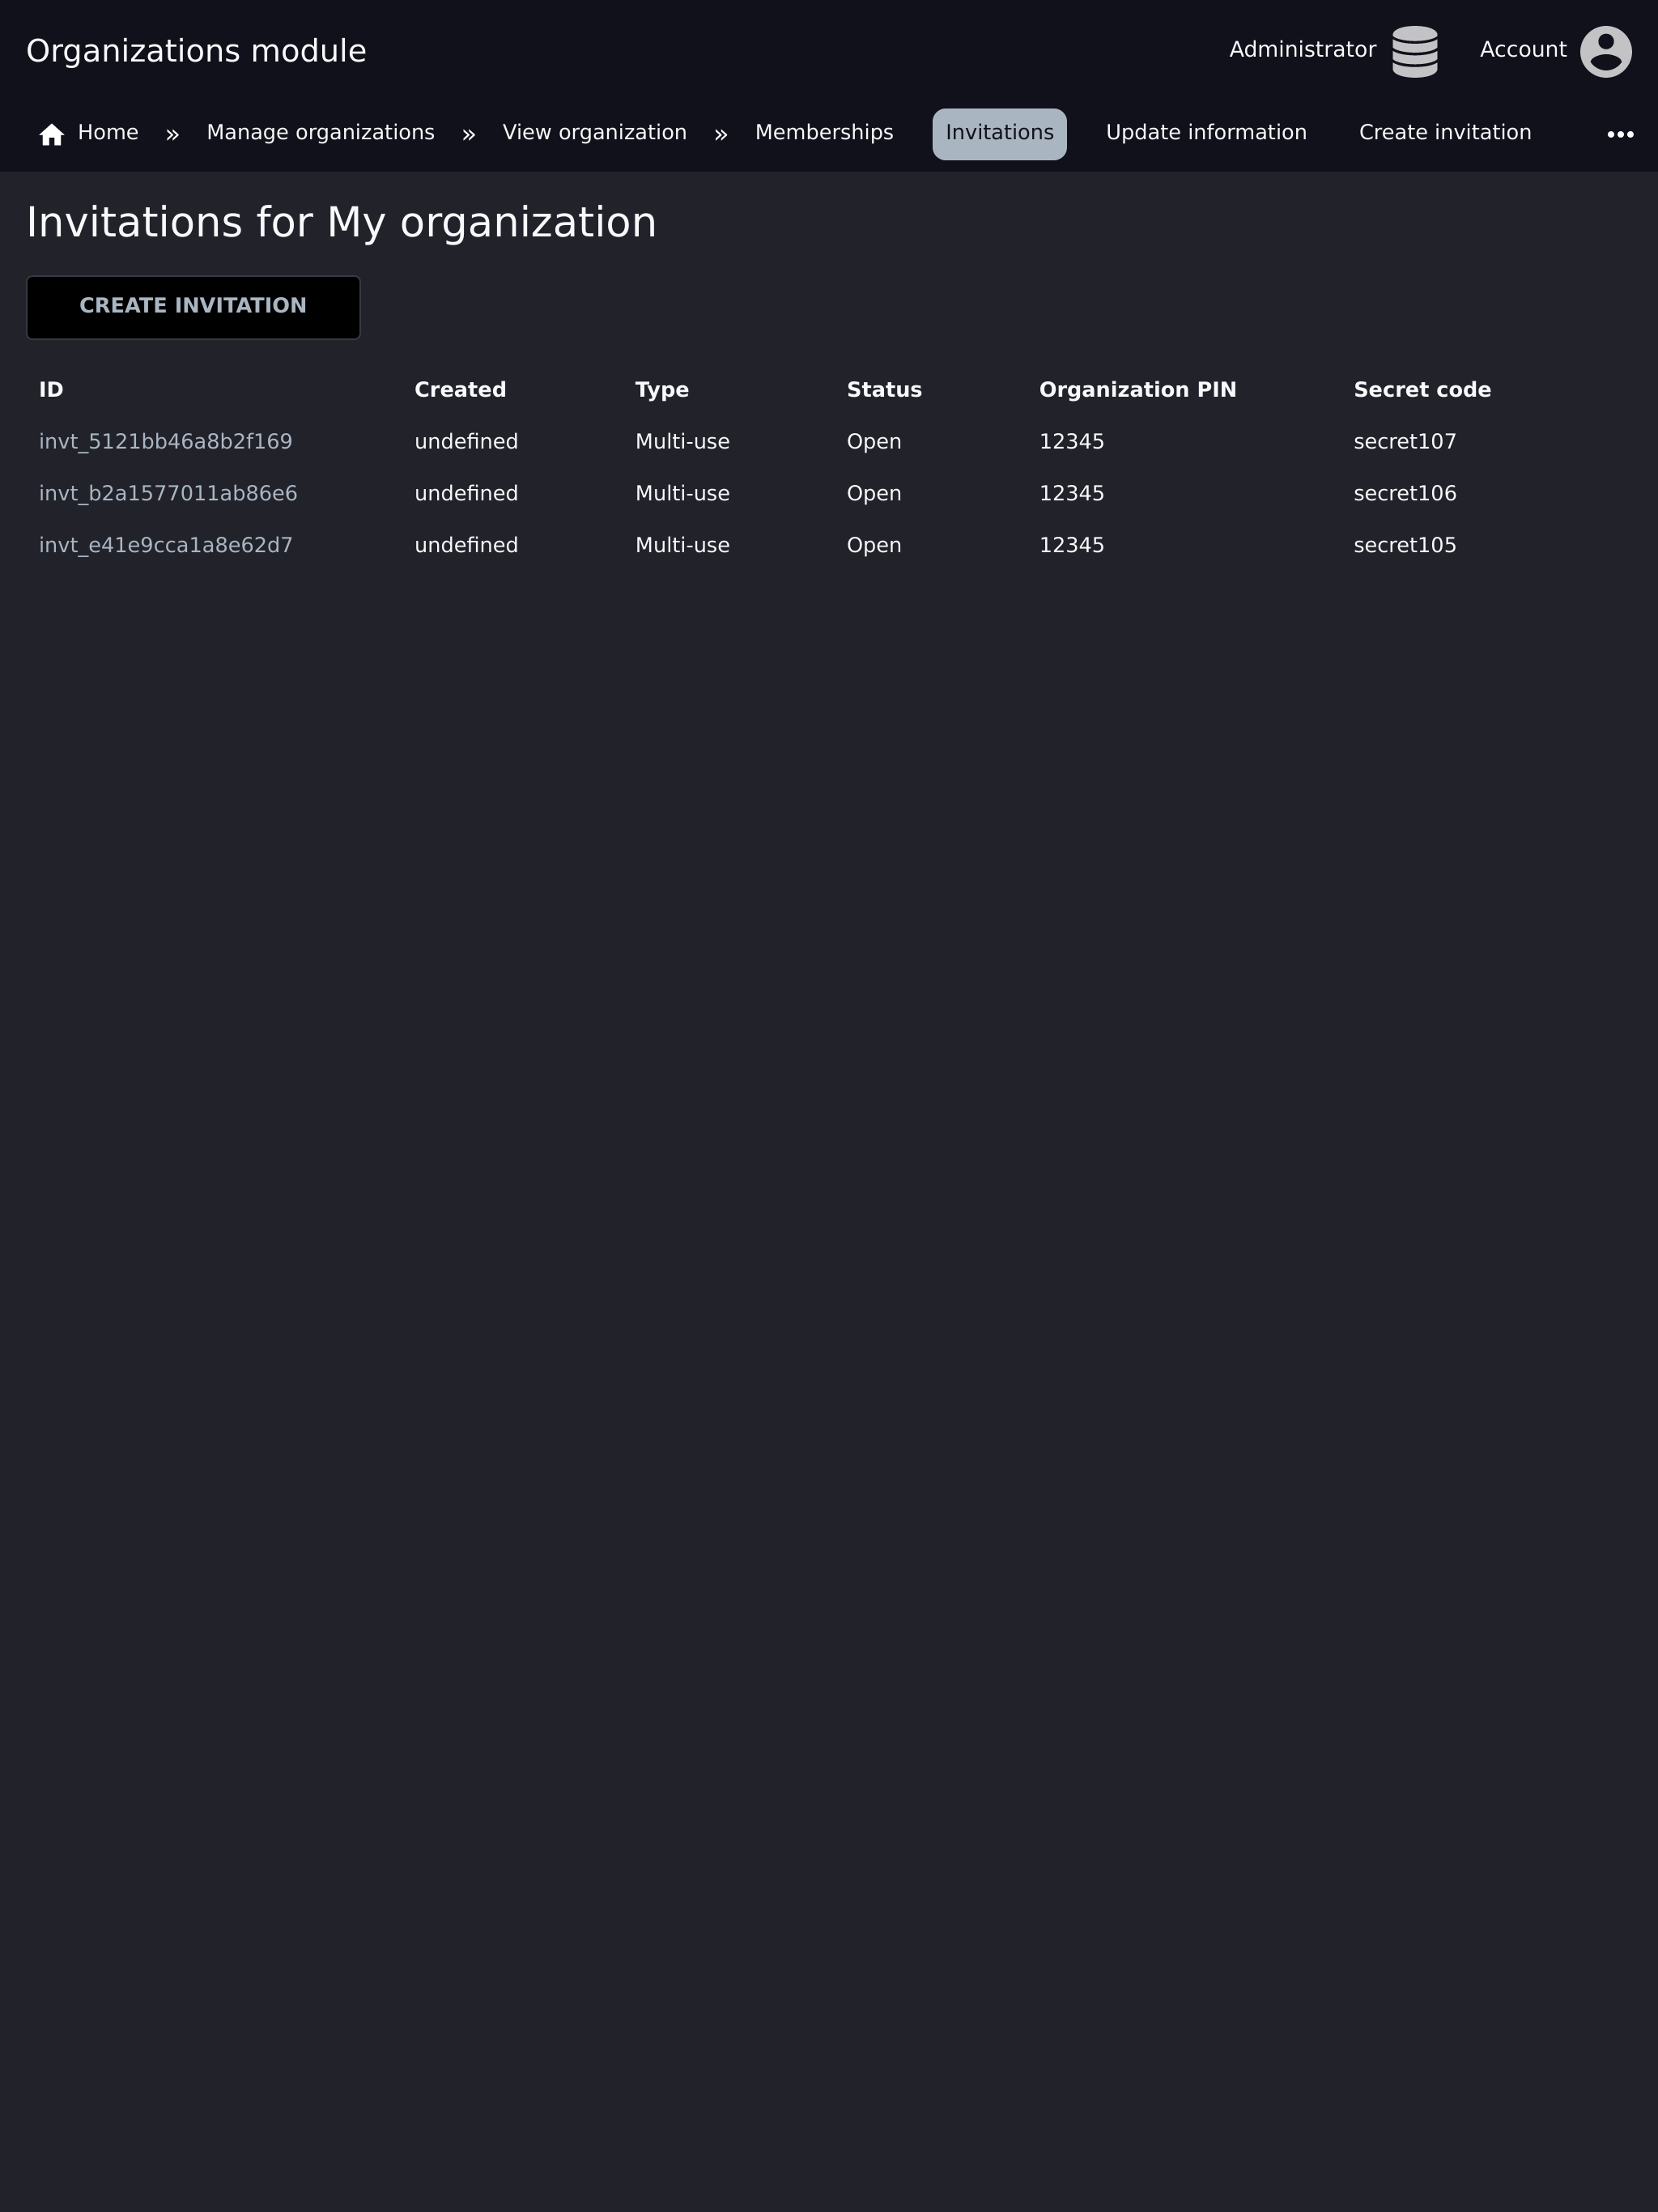 Organizations module
Administrator
Account
Home » Manage organizations » View organization » Memberships Invitations Update information Create invitation •••
Invitations for My organization
CREATE INVITATION
ID Created Type Status Organization PIN Secret code
invt_5121bb46a8b2f169 undefined Multi-use Open 12345 secret107
invt_b2a1577011ab86e6 undefined Multi-use Open 12345 secret106
invt_e41e9cca1a8e62d7 undefined Multi-use Open 12345 secret105